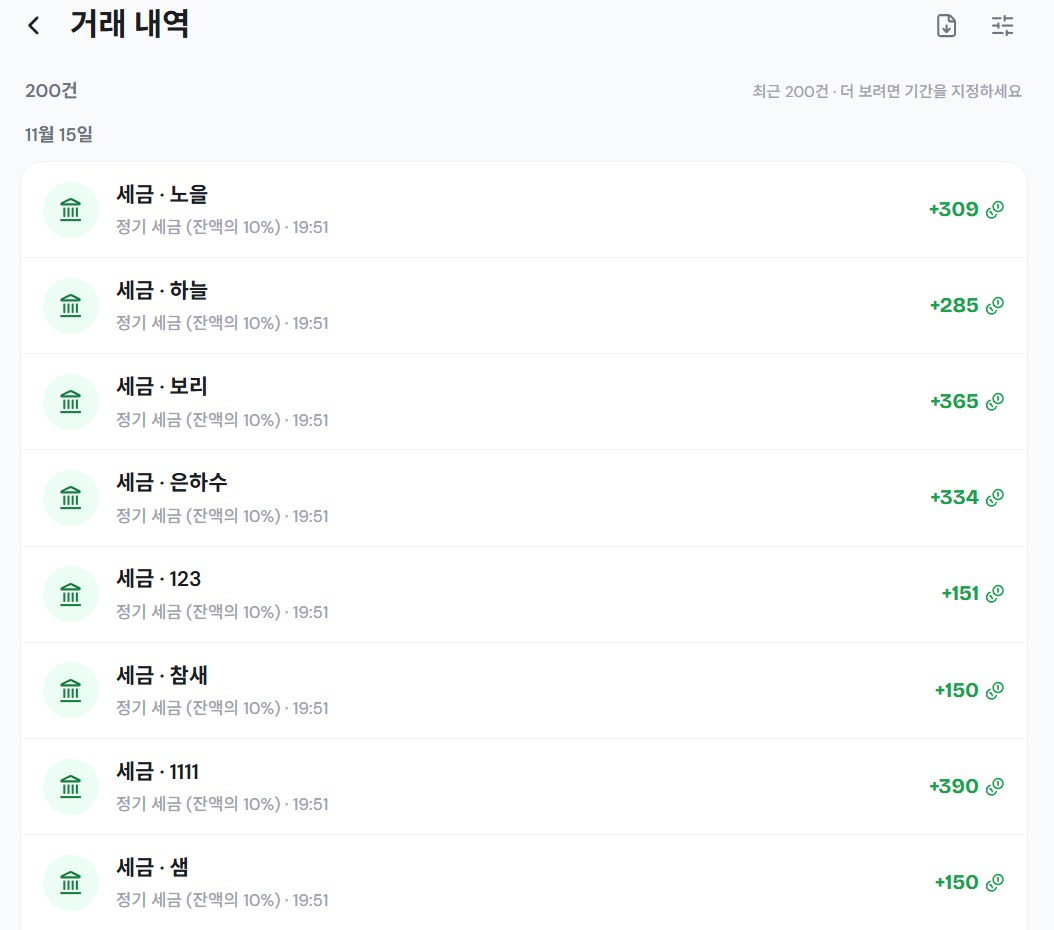 거래 내역
200건
최근 200건 · 더 보려면 기간을 지정하세요
11월 15일
세금 · 노을
+309
정기 세금 (잔액의 10%) · 19:51
세금 · 하늘
+285
정기 세금 (잔액의 10%) · 19:51
세금 · 보리
+365
정기 세금 (잔액의 10%) · 19:51
세금 · 은하수
+334
정기 세금 (잔액의 10%) · 19:51
세금 · 123
+151
정기 세금 (잔액의 10%) · 19:51
세금 · 참새
+150
정기 세금 (잔액의 10%) · 19:51
세금 · 1111
+390
정기 세금 (잔액의 10%) · 19:51
세금 · 샘
+150
정기 세금 (잔액의 10%) · 19:51